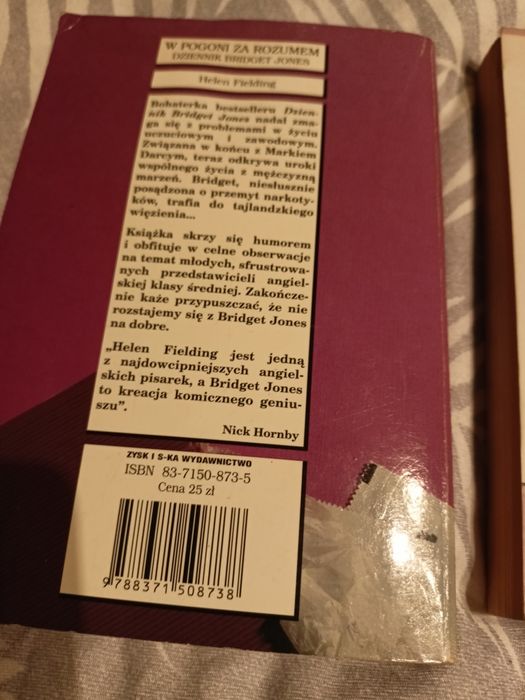 W POGONI ZA ROZUMEM
DZIENNIK BRIDGET JONES
Helen Fielding
Bohaterka bestselleru Dzien-
nik Bridget Jones nadal zma-
ga się z problemami w życiu
uczuciowym i zawodowym.
Związana w końcu z Markiem
Darcym, teraz odkrywa uroki
wspólnego życia z mężczyzną
marzeń. Bridget, niesłusznie
posądzona o przemyt narkoty-
ków, trafia do tajlandzkiego
więzienia...
Książka skrzy się humorem
i obfituje w celne obserwacje
na temat młodych, sfrustrowa-
nych przedstawicieli angiel-
skiej klasy średniej. Zakończe-
nie każe przypuszczać, że nie
rozstajemy się z Bridget Jones
na dobre.
„Helen Fielding jest jedną
z najdowcipniejszych angiel-
skich pisarek, a Bridget Jones
to kreacja komicznego geniu-
szu”.
Nick Hornby
ZYSK I S-KA WYDAWNICTWO
ISBN 83-7150-873-5
Cena 25 zł
9 788371 508738